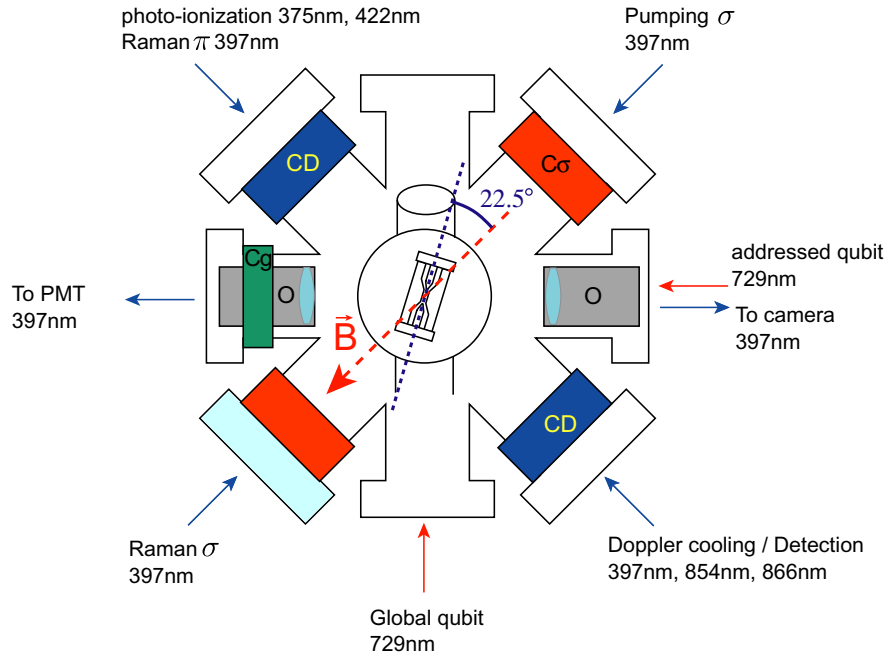 photo-ionization 375nm, 422nm
Raman π 397nm
Pumping σ
397nm
CD
Cσ
22.5°
Cg
O
O
addressed qubit
729nm
To camera
397nm
To PMT
397nm
B⃗
CD
Raman σ
397nm
Doppler cooling / Detection
397nm, 854nm, 866nm
Global qubit
729nm